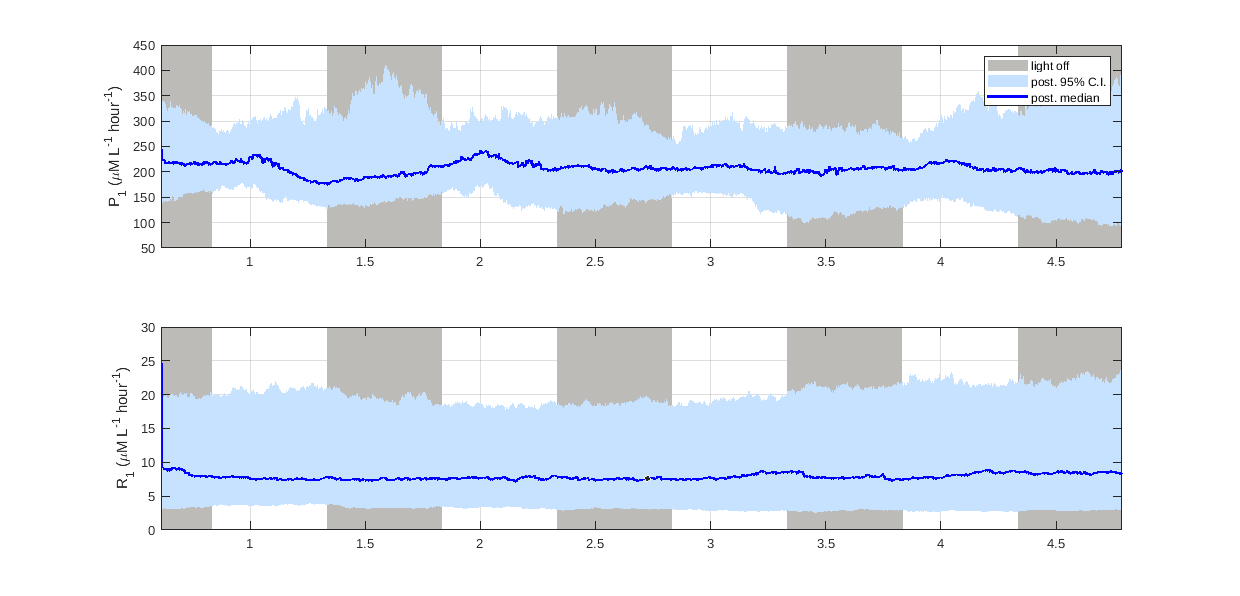 450
400
350
300
250
200
150
100
50
P1 (μM L-1 hour-1)
light off
post. 95% C.I.
post. median
1 1.5 2 2.5 3 3.5 4 4.5
30
25
20
15
10
5
0
R1 (μM L-1 hour-1)
1 1.5 2 2.5 3 3.5 4 4.5